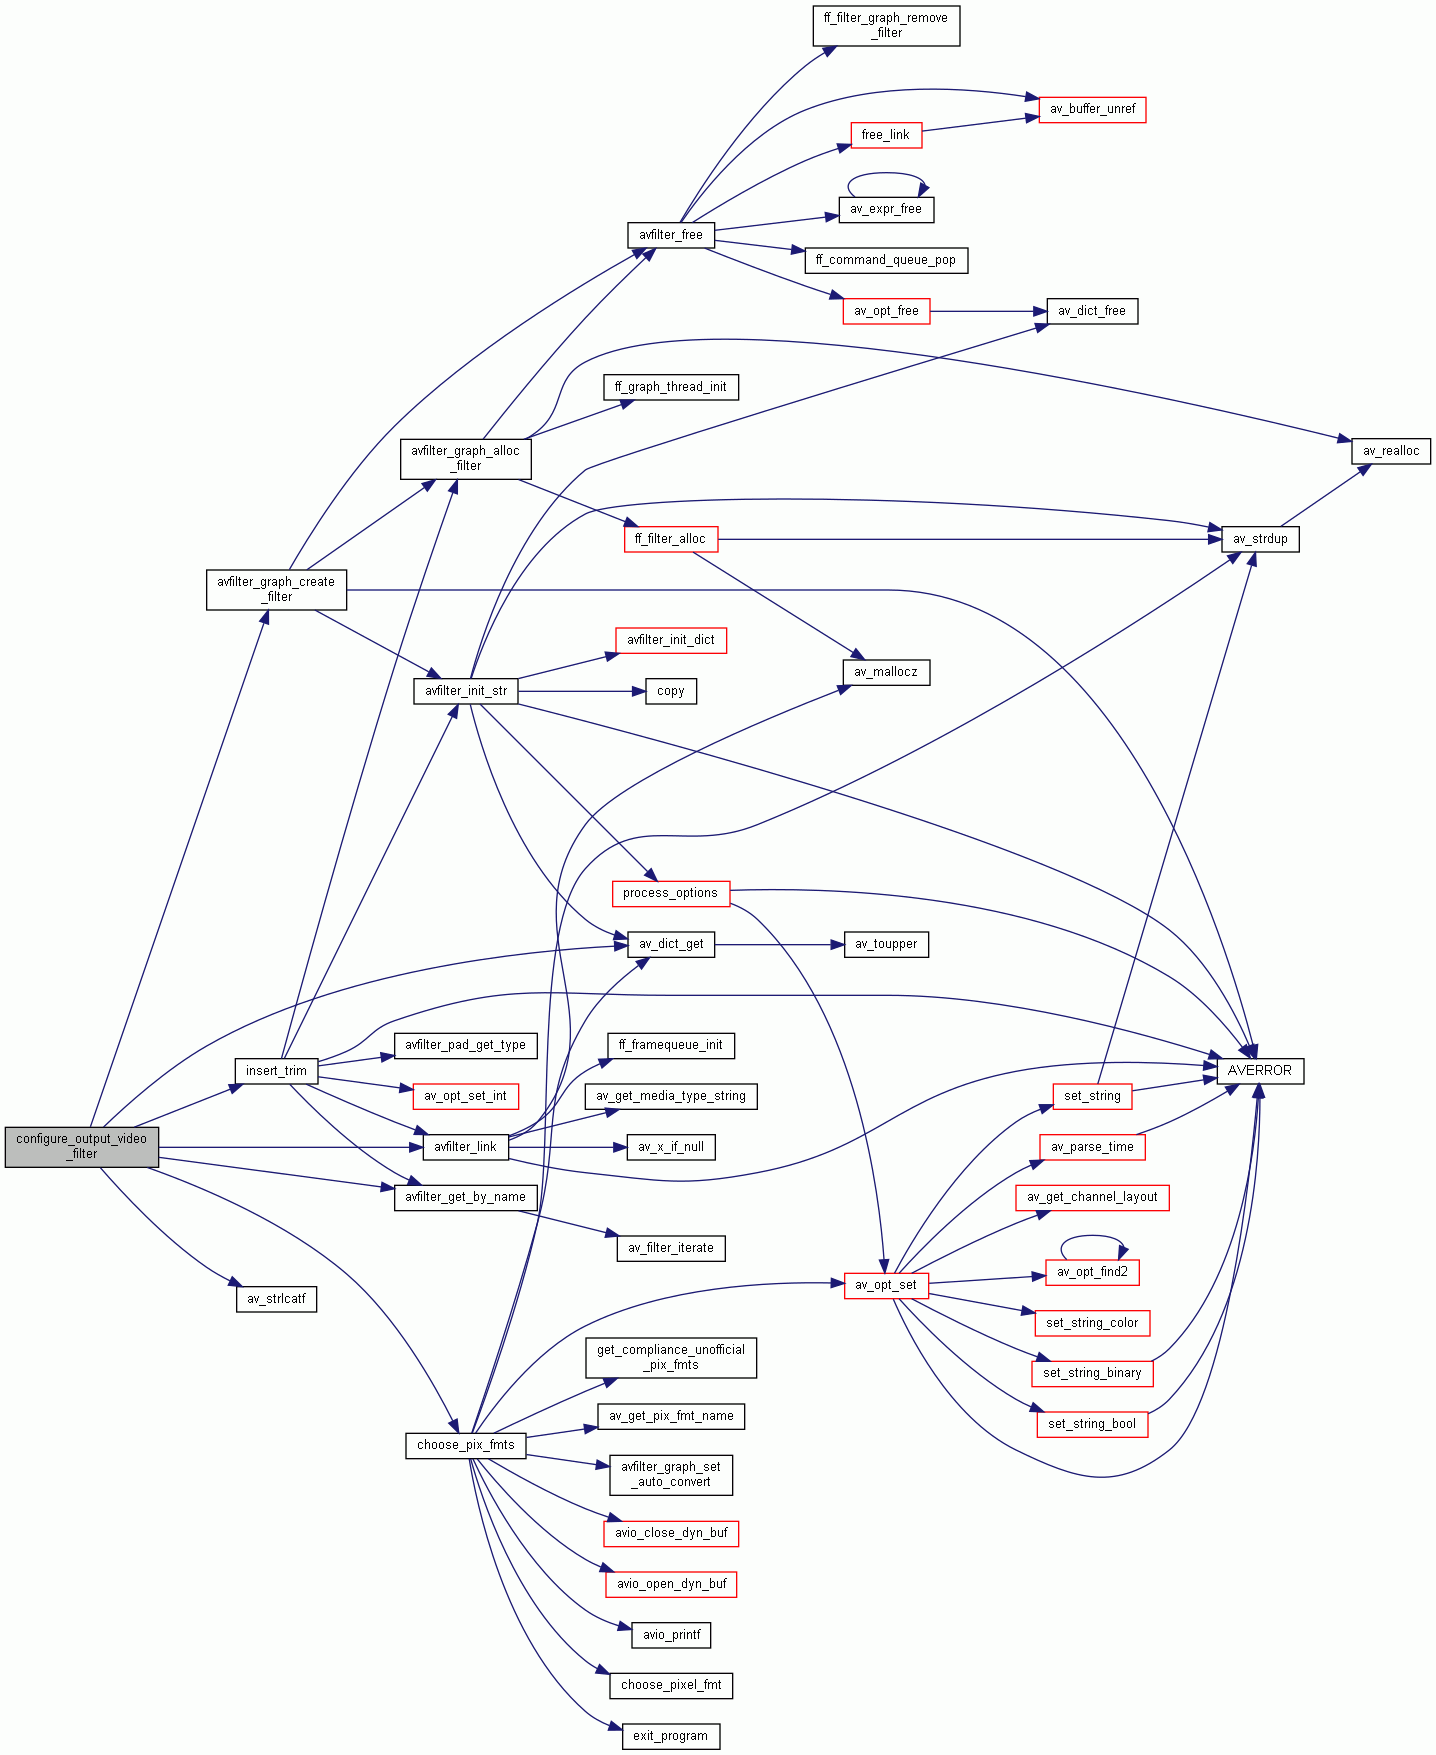 ff_filter_graph_remove
_filter
av_buffer_unref
free_link
av_expr_free
avfilter_free
ff_command_queue_pop
av_opt_free
av_dict_free
ff_graph_thread_init
avfilter_graph_alloc
_filter
av_realloc
ff_filter_alloc
av_strdup
avfilter_graph_create
_filter
avfilter_init_dict
av_mallocz
avfilter_init_str
copy
process_options
av_dict_get
av_toupper
avfilter_pad_get_type
ff_framequeue_init
insert_trim
AVERROR
av_opt_set_int
av_get_media_type_string
set_string
configure_output_video
_filter
avfilter_link
av_x_if_null
av_parse_time
avfilter_get_by_name
av_get_channel_layout
av_filter_iterate
av_opt_find2
av_strlcatf
av_opt_set
set_string_color
get_compliance_unofficial
_pix_fmts
set_string_binary
av_get_pix_fmt_name
set_string_bool
choose_pix_fmts
avfilter_graph_set
_auto_convert
avio_close_dyn_buf
avio_open_dyn_buf
avio_printf
choose_pixel_fmt
exit_program